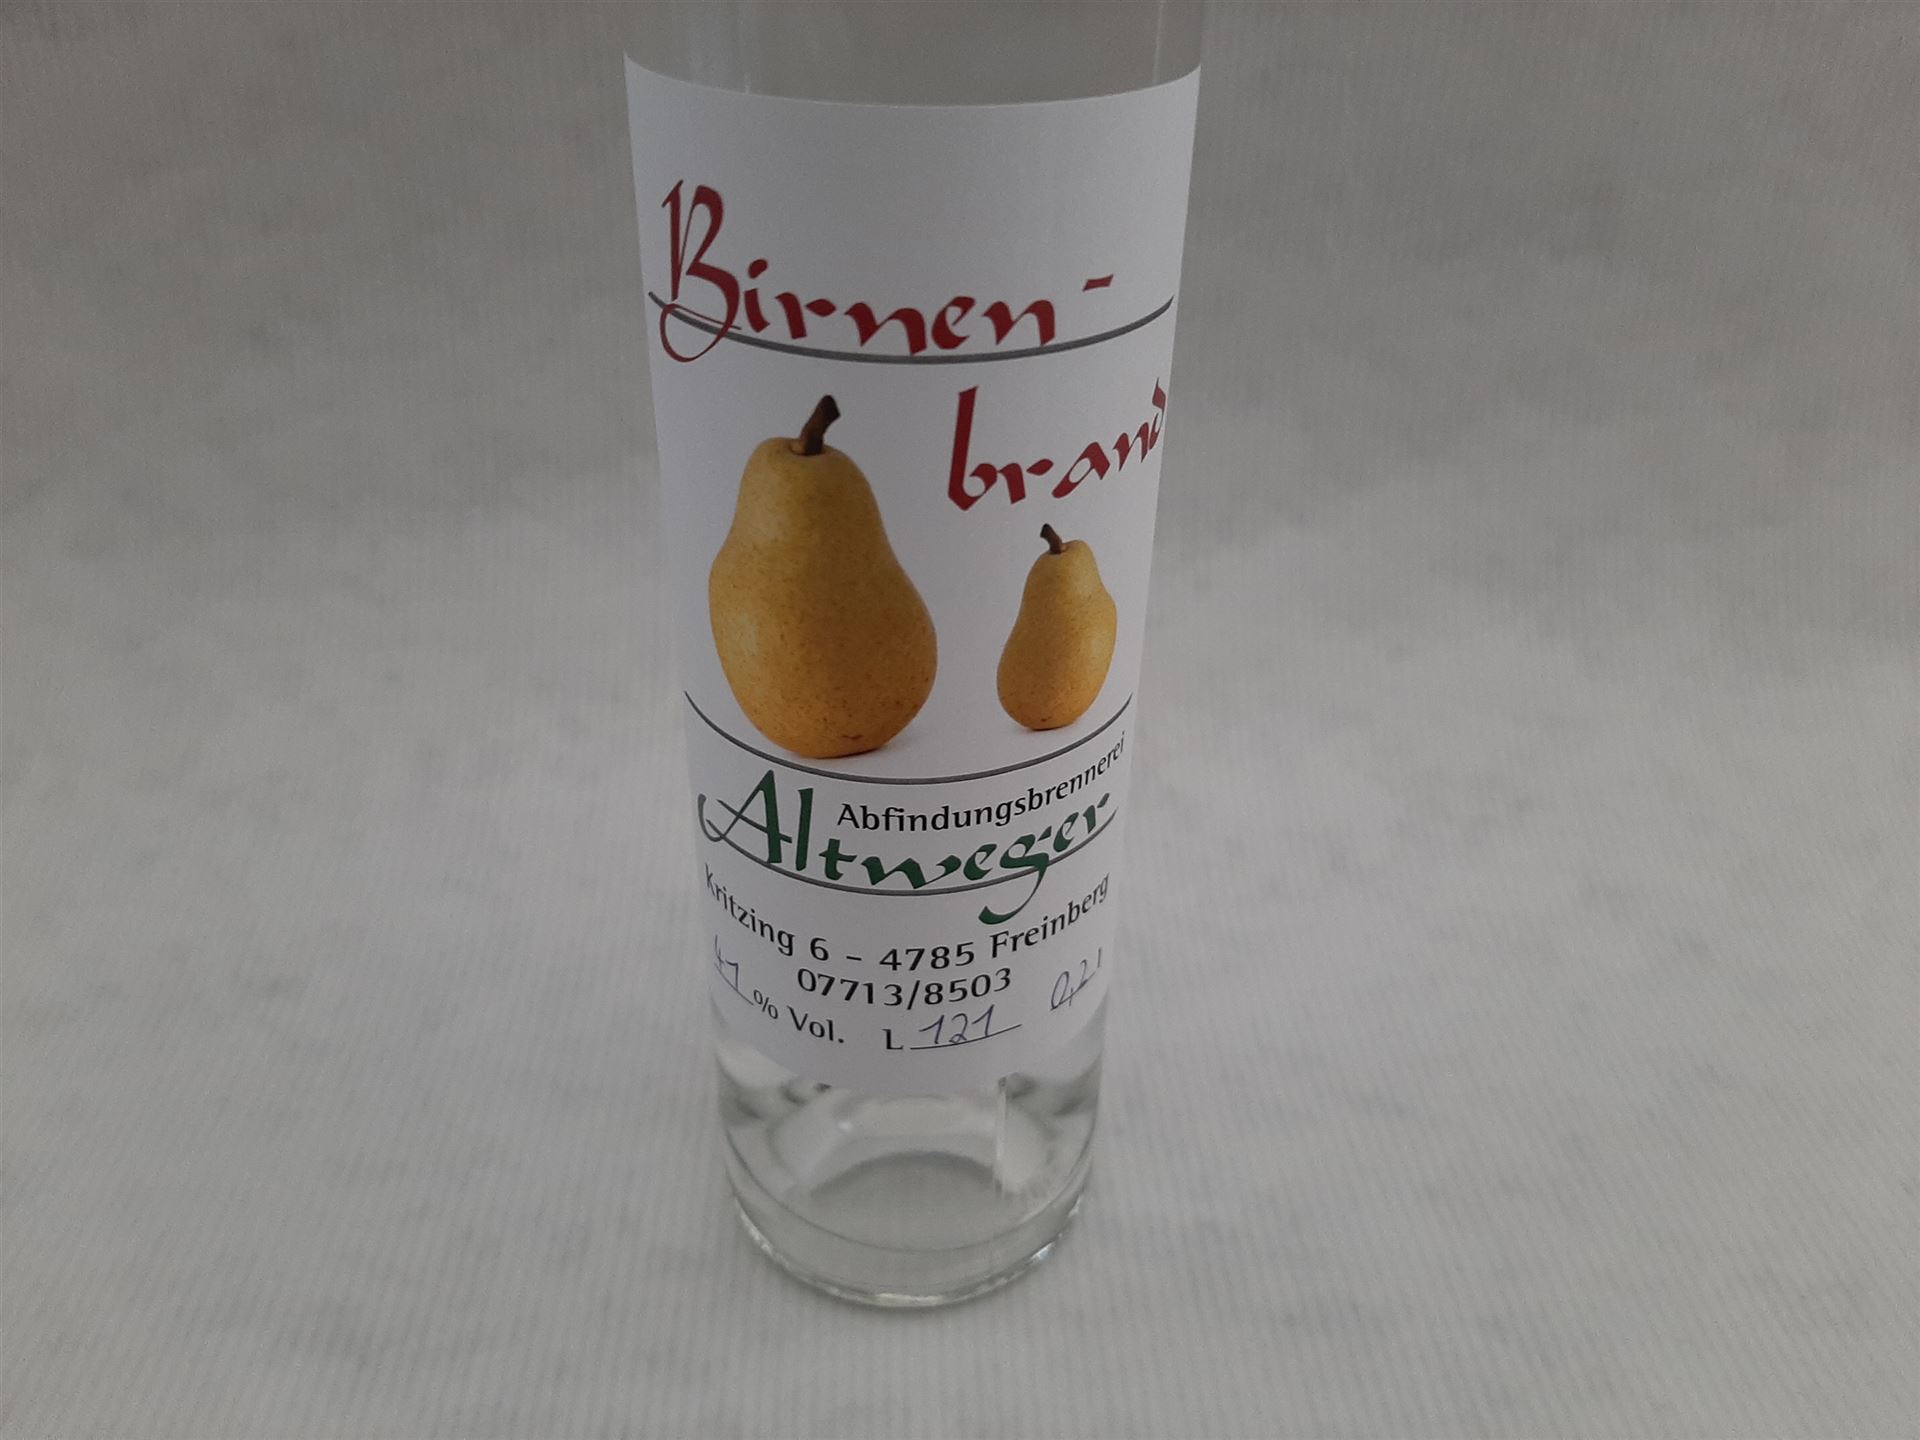 Birnen-
brand
Abfindungsbrennerei
Altweger
Kritzing 6 – 4785 Freinberg
07713/8503
41 % Vol. L 121 0,2 l